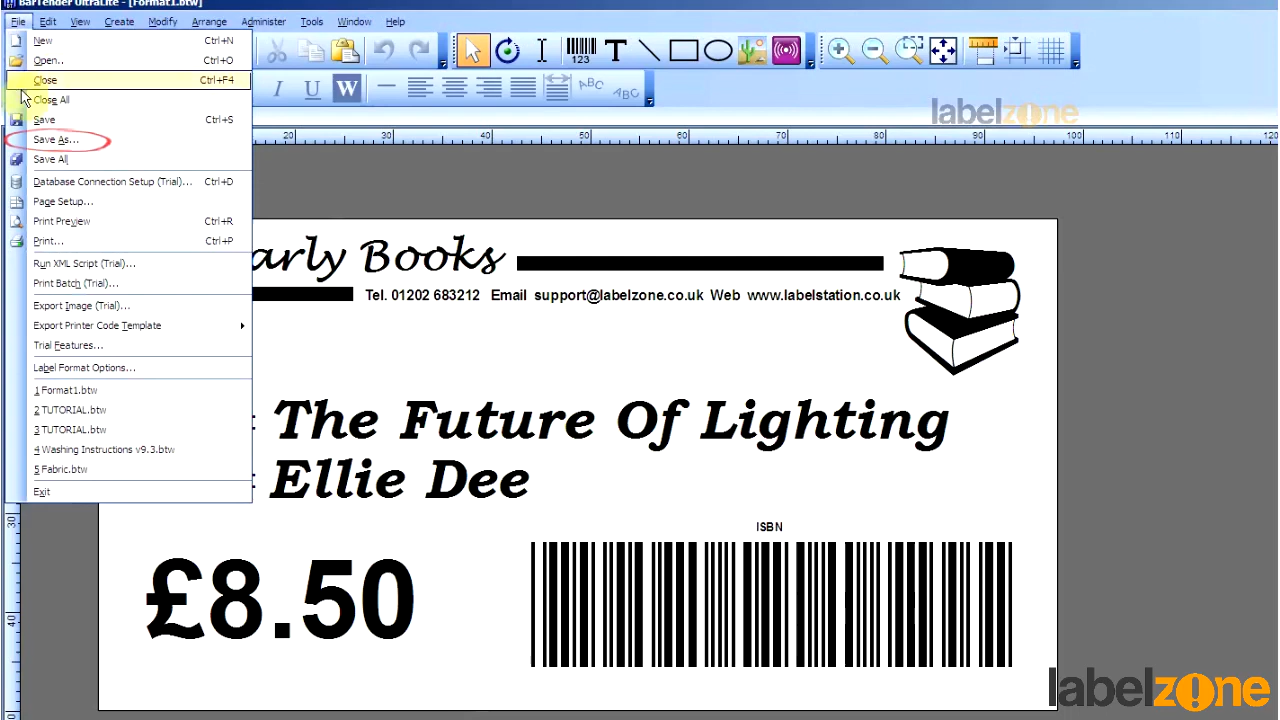 BarTender UltraLite - [Format1.btw]
File Edit View Create Modify Arrange Administer Tools Window Help
New Ctrl+N
Open.. Ctrl+O
Close Ctrl+F4
Close All
Save Ctrl+S
Save As...
Save All
Database Connection Setup (Trial)... Ctrl+D
Page Setup...
Print Preview Ctrl+R
Print... Ctrl+P
Run XML Script (Trial)...
Print Batch (Trial)...
Export Image (Trial)...
Export Printer Code Template
Trial Features...
Label Format Options...
1 Format1.btw
2 TUTORIAL.btw
3 TUTORIAL.btw
4 Washing Instructions v9.3.btw
5 Fabric.btw
Exit
123
T
I U W
ABC ABC
labelzone
20 30 40 50 60 70 80 90 100 110 120
30
40
arly Books
Tel. 01202 683212 Email support@labelzone.co.uk Web www.labelstation.co.uk
: The Future Of Lighting
: Ellie Dee
ISBN
£8.50
labelzone